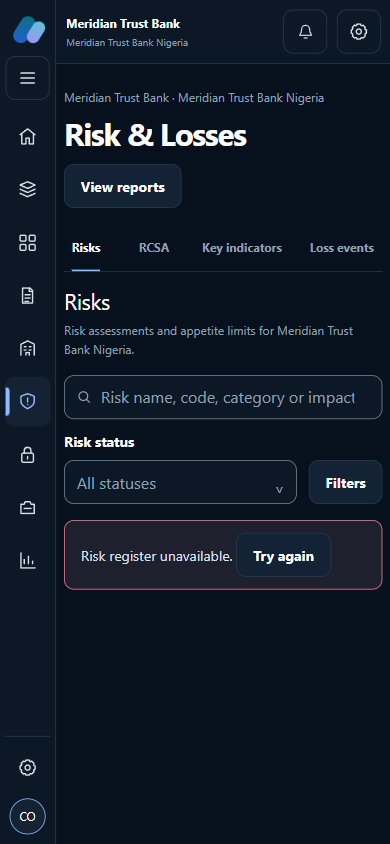 Meridian Trust Bank
Meridian Trust Bank Nigeria
Meridian Trust Bank · Meridian Trust Bank Nigeria
Risk & Losses
View reports
Risks
RCSA
Key indicators
Loss events
Risks
Risk assessments and appetite limits for Meridian Trust
Bank Nigeria.
Risk name, code, category or impact
Risk status
All statuses
v
Filters
Risk register unavailable.
Try again
CO